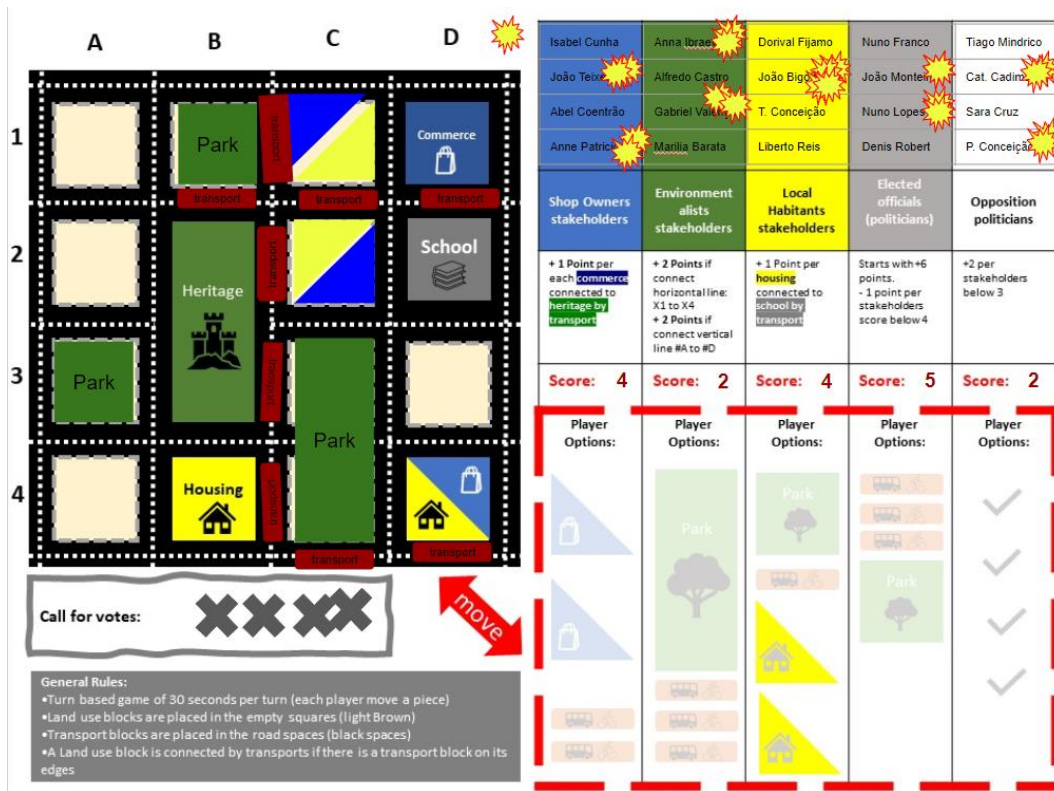 A B C D
1
Park
transport
Commerce
transport
transport
transport
2
Heritage
transport
School
3
Park
transport
Park
4
Housing
transport
transport
transport
Call for votes:
move
General Rules:
•Turn based game of 30 seconds per turn (each player move a piece)
•Land use blocks are placed in the empty squares (light Brown)
•Transport blocks are placed in the road spaces (black spaces)
•A Land use block is connected by transports if there is a transport block on its
edges
Isabel Cunha
Anna
Dorival Fijamo
Nuno Franco
Tiago Mindrico
João
Alfredo Castro
João
João
Cat.
Abel Coentrão
Gabriel
T. Conceição
Nuno Lopes
Sara Cruz
Anne
Marilia Barata
Liberto Reis
Denis Robert
P. Conceição
Shop Owners
stakeholders
Environment
alists
stakeholders
Local
Habitants
stakeholders
Elected
officials
(politicians)
Opposition
politicians
+ 1 Point per
each commerce
connected to
heritage by
transport
+ 2 Points if
connect
horizontal line:
X1 to X4
+ 2 Points if
connect vertical
line #A to #D
+ 1 Point per
housing
connected to
school by
transport
Starts with +6
points.
- 1 point per
stakeholders
score below 4
+2 per
stakeholders
below 3
Score: 4
Score: 2
Score: 4
Score: 5
Score: 2
Player
Options:
Player
Options:
Park
Player
Options:
Park
Player
Options:
Park
Player
Options: